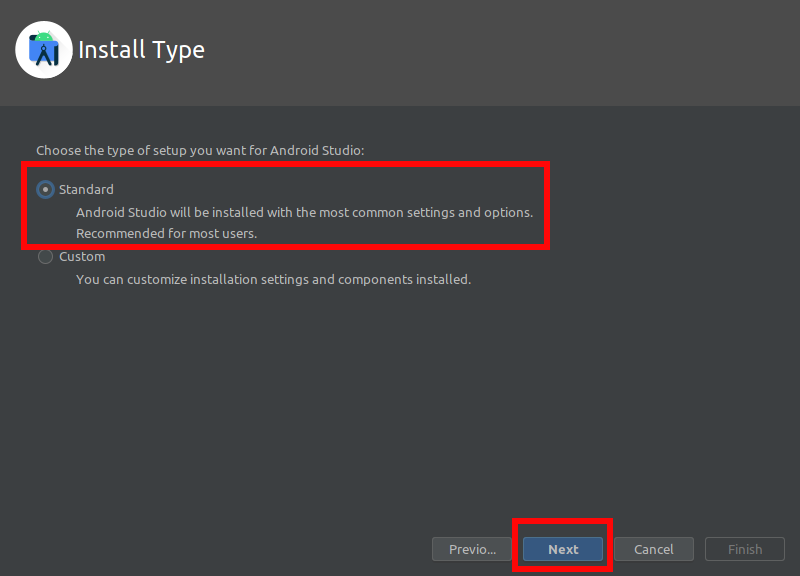 Install Type
Choose the type of setup you want for Android Studio:
Standard
Android Studio will be installed with the most common settings and options.
Recommended for most users.
Custom
You can customize installation settings and components installed.
Previo... Next Cancel Finish